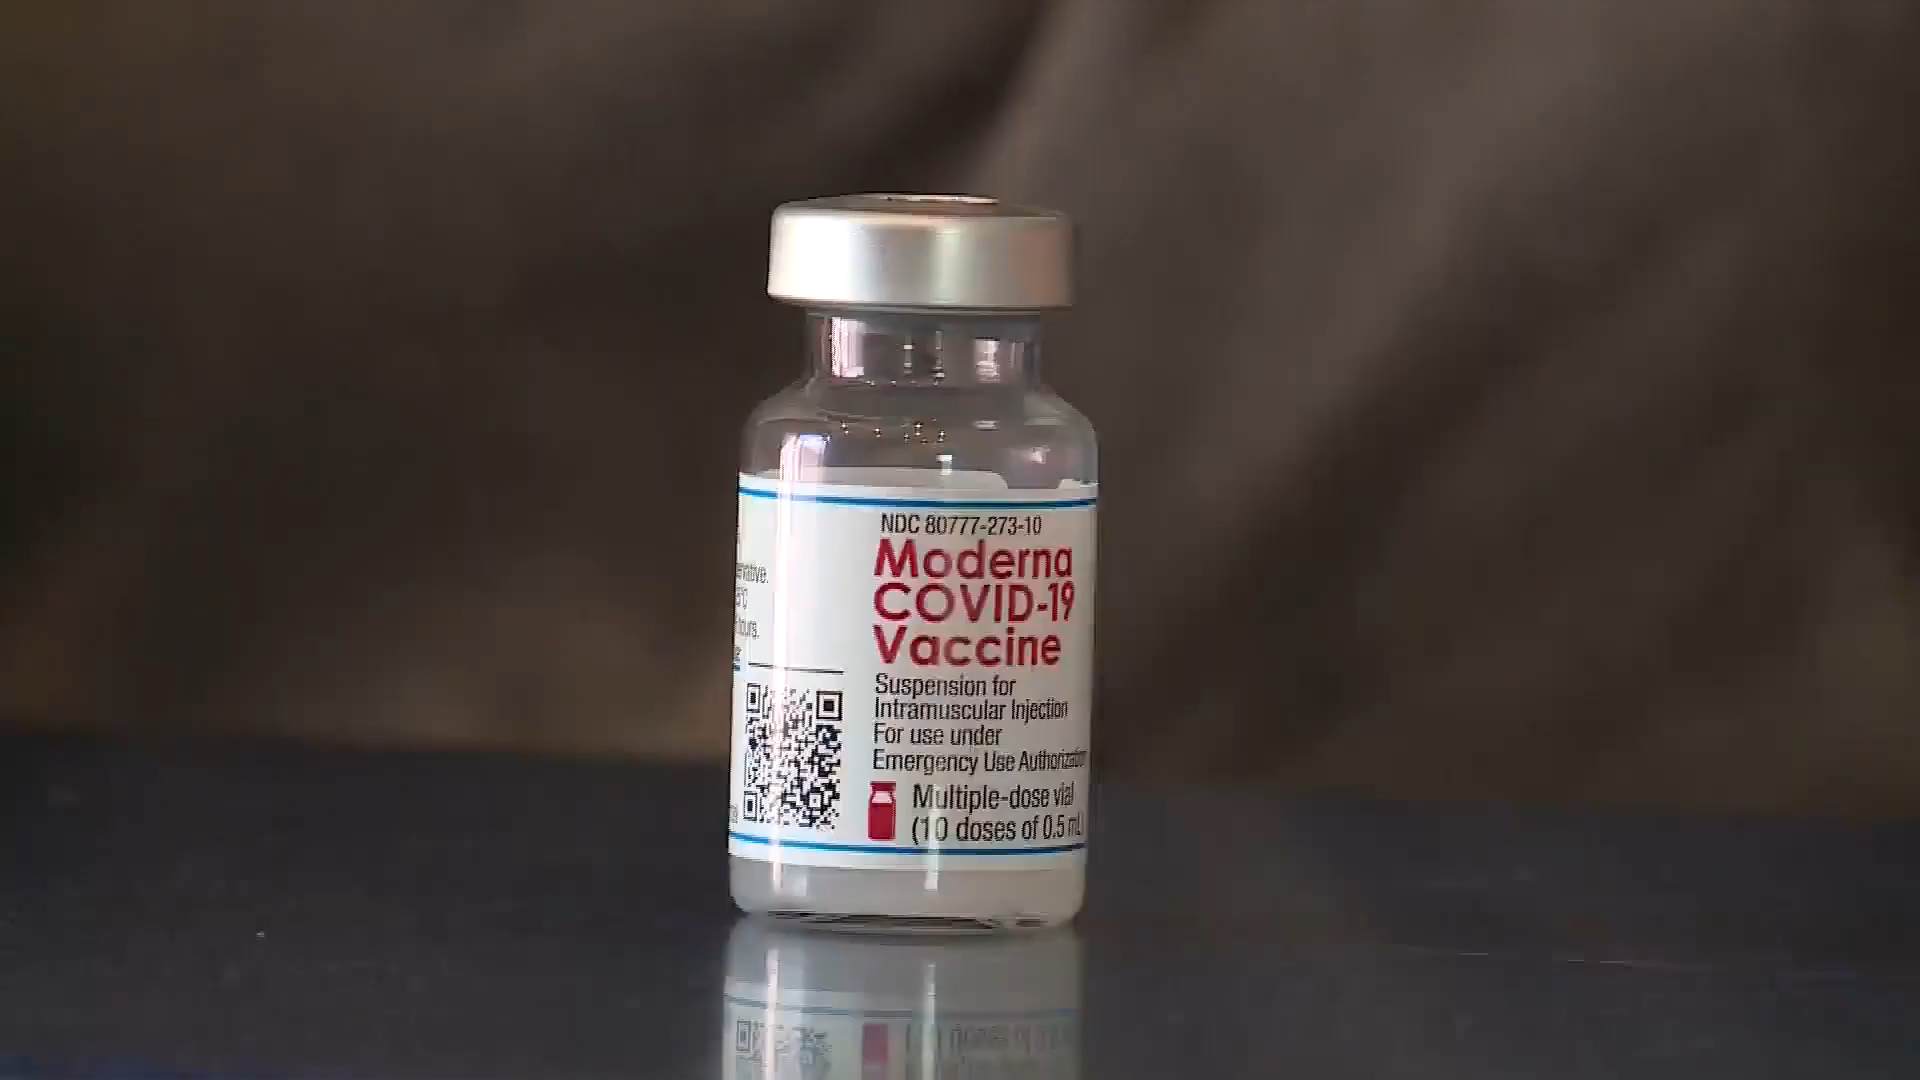 NDC 80777-273-10
Moderna
COVID-19
Vaccine
Suspension for
Intramuscular Injection
For use under
Emergency Use Authorization
Multiple-dose vial
(10 doses of 0.5 mL)